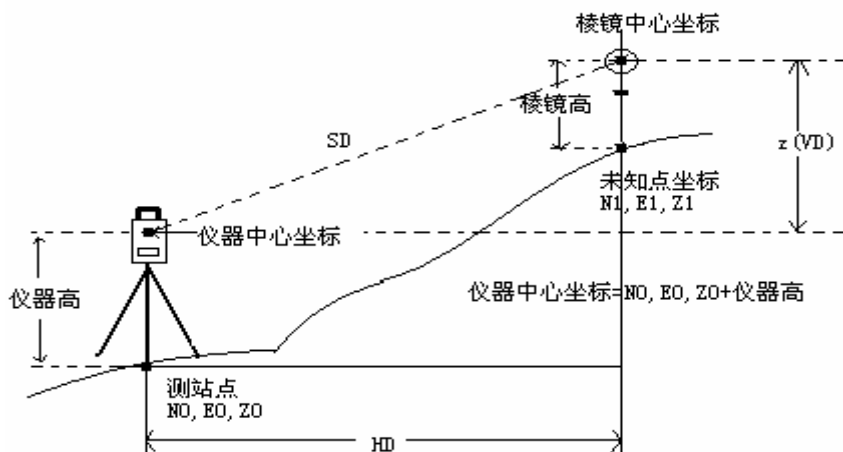 棱镜中心坐标
棱镜高
SD
z(VD)
未知点坐标
N1, E1, Z1
仪器中心坐标
仪器高
仪器中心坐标=N0, E0, Z0+仪器高
测站点
N0, E0, Z0
HD